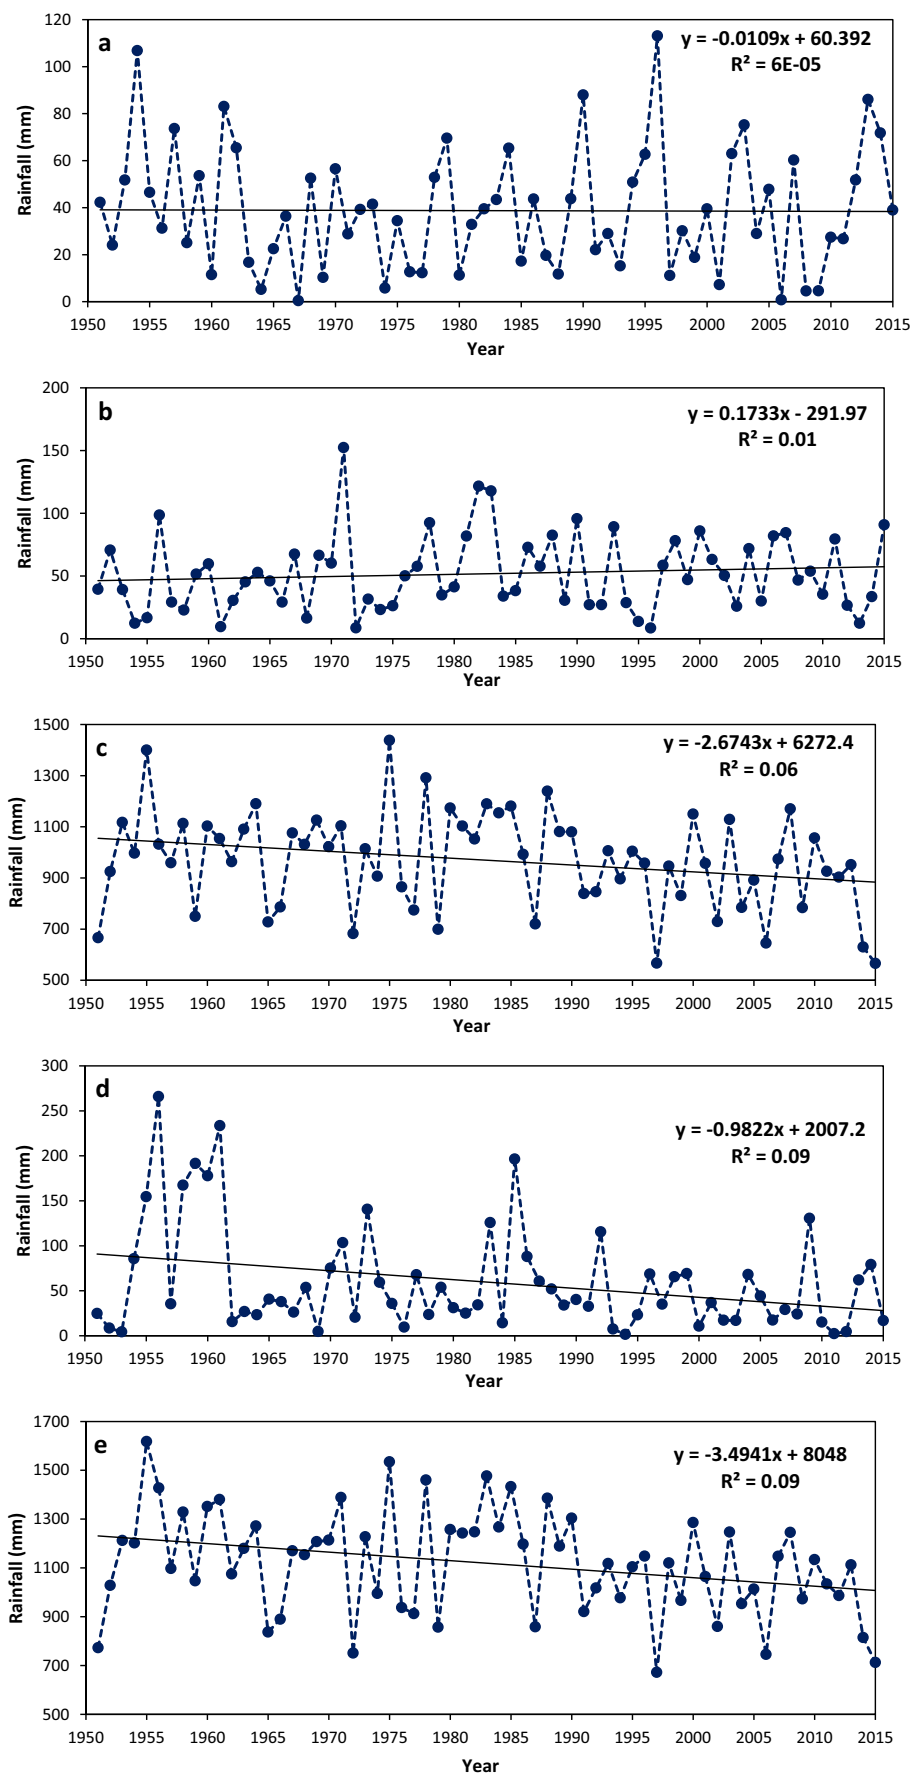 a
y = -0.0109x + 60.392
R² = 6E-05
Rainfall (mm)
120
100
80
60
40
20
0
1950 1955 1960 1965 1970 1975 1980 1985 1990 1995 2000 2005 2010 2015
Year
b
y = 0.1733x - 291.97
R² = 0.01
Rainfall (mm)
200
150
100
50
0
1950 1955 1960 1965 1970 1975 1980 1985 1990 1995 2000 2005 2010 2015
Year
c
y = -2.6743x + 6272.4
R² = 0.06
Rainfall (mm)
1500
1300
1100
900
700
500
1950 1955 1960 1965 1970 1975 1980 1985 1990 1995 2000 2005 2010 2015
Year
d
y = -0.9822x + 2007.2
R² = 0.09
Rainfall (mm)
300
250
200
150
100
50
0
1950 1955 1960 1965 1970 1975 1980 1985 1990 1995 2000 2005 2010 2015
Year
e
y = -3.4941x + 8048
R² = 0.09
Rainfall (mm)
1700
1500
1300
1100
900
700
500
1950 1955 1960 1965 1970 1975 1980 1985 1990 1995 2000 2005 2010 2015
Year